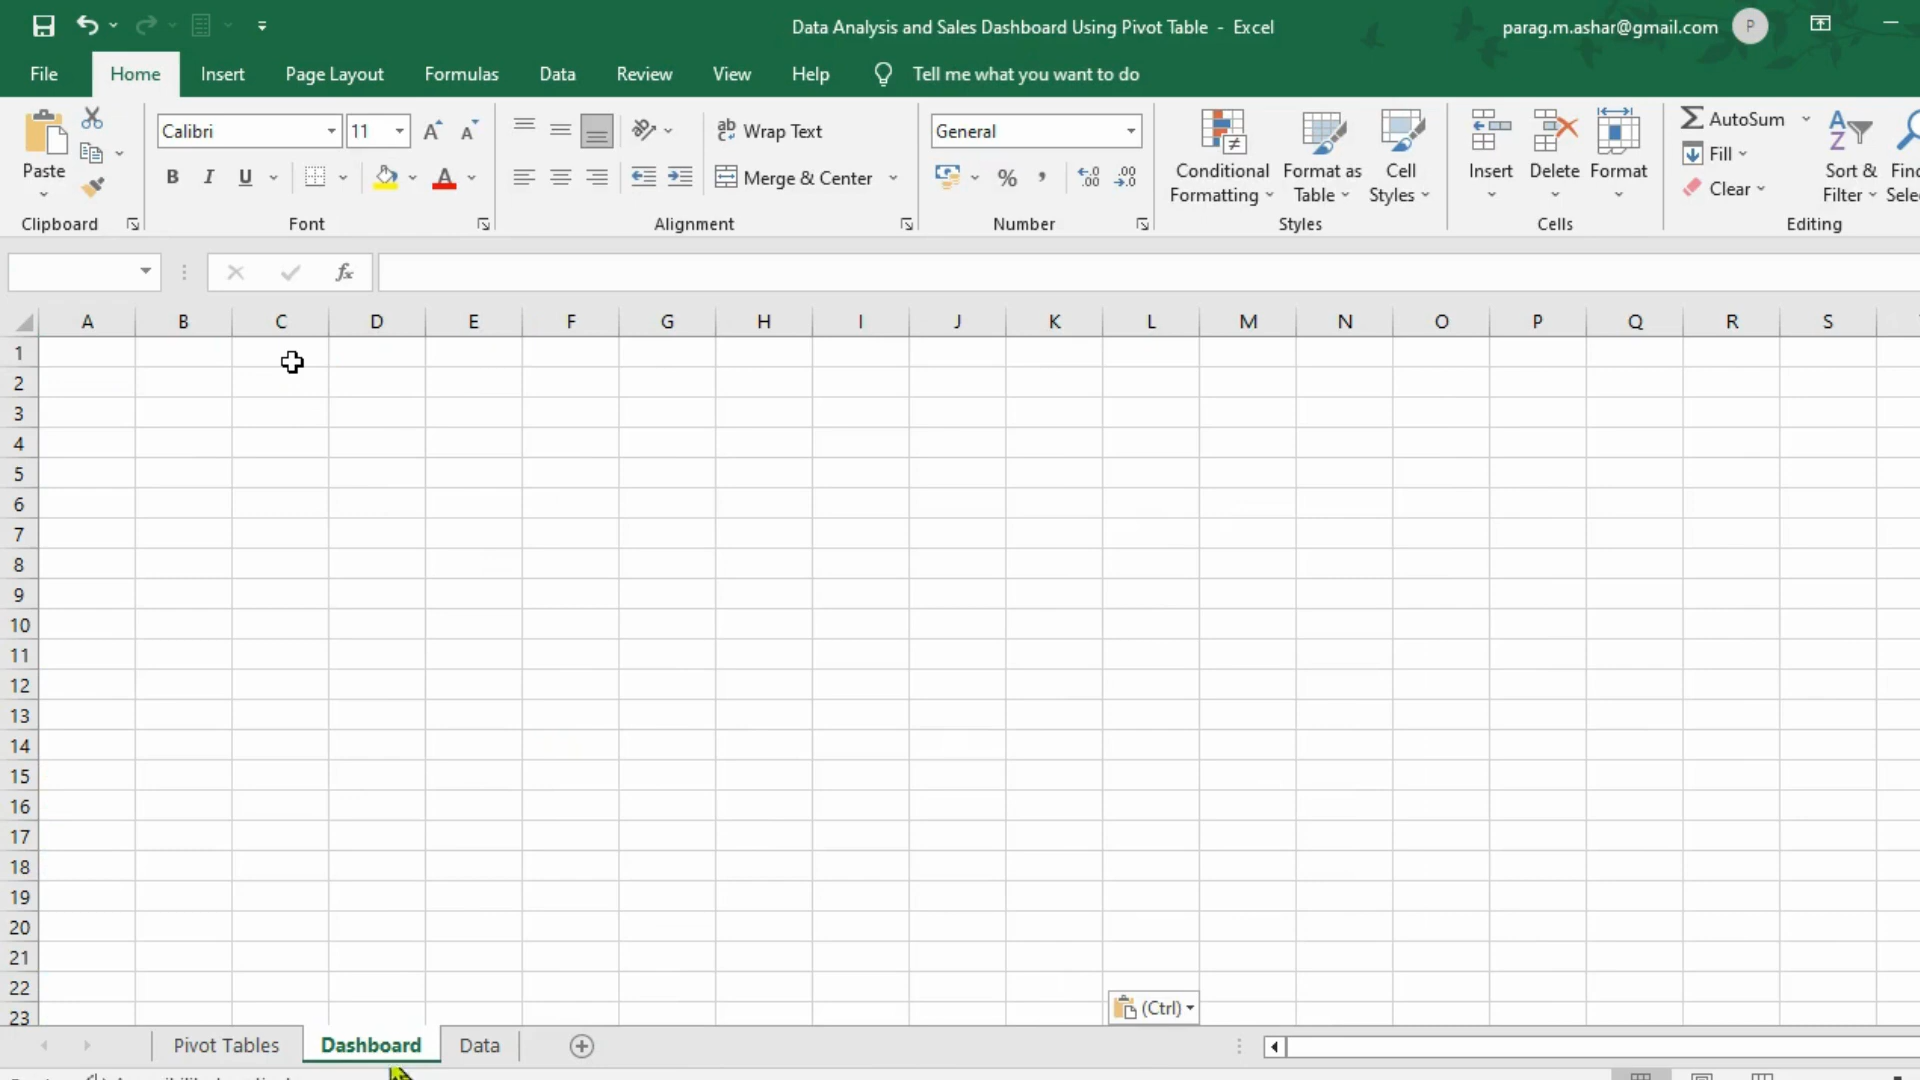 Data Analysis and Sales Dashboard Using Pivot Table - Excel
parag.m.ashar@gmail.com P
File Home Insert Page Layout Formulas Data Review View Help Tell me what you want to do
Paste
Clipboard
Calibri 11
B I U A
Font
ab Wrap Text
Merge & Center
Alignment
General
% , .00
Number
Conditional Formatting
Format as Table
Cell Styles
Styles
Insert Delete Format
Cells
AutoSum
Fill
Clear
Sort & Filter
Editing
fx
A B C D E F G H I J K L M N O P Q R S
1
2
3
4
5
6
7
8
9
10
11
12
13
14
15
16
17
18
19
20
21
22
23
(Ctrl)
Pivot Tables Dashboard Data